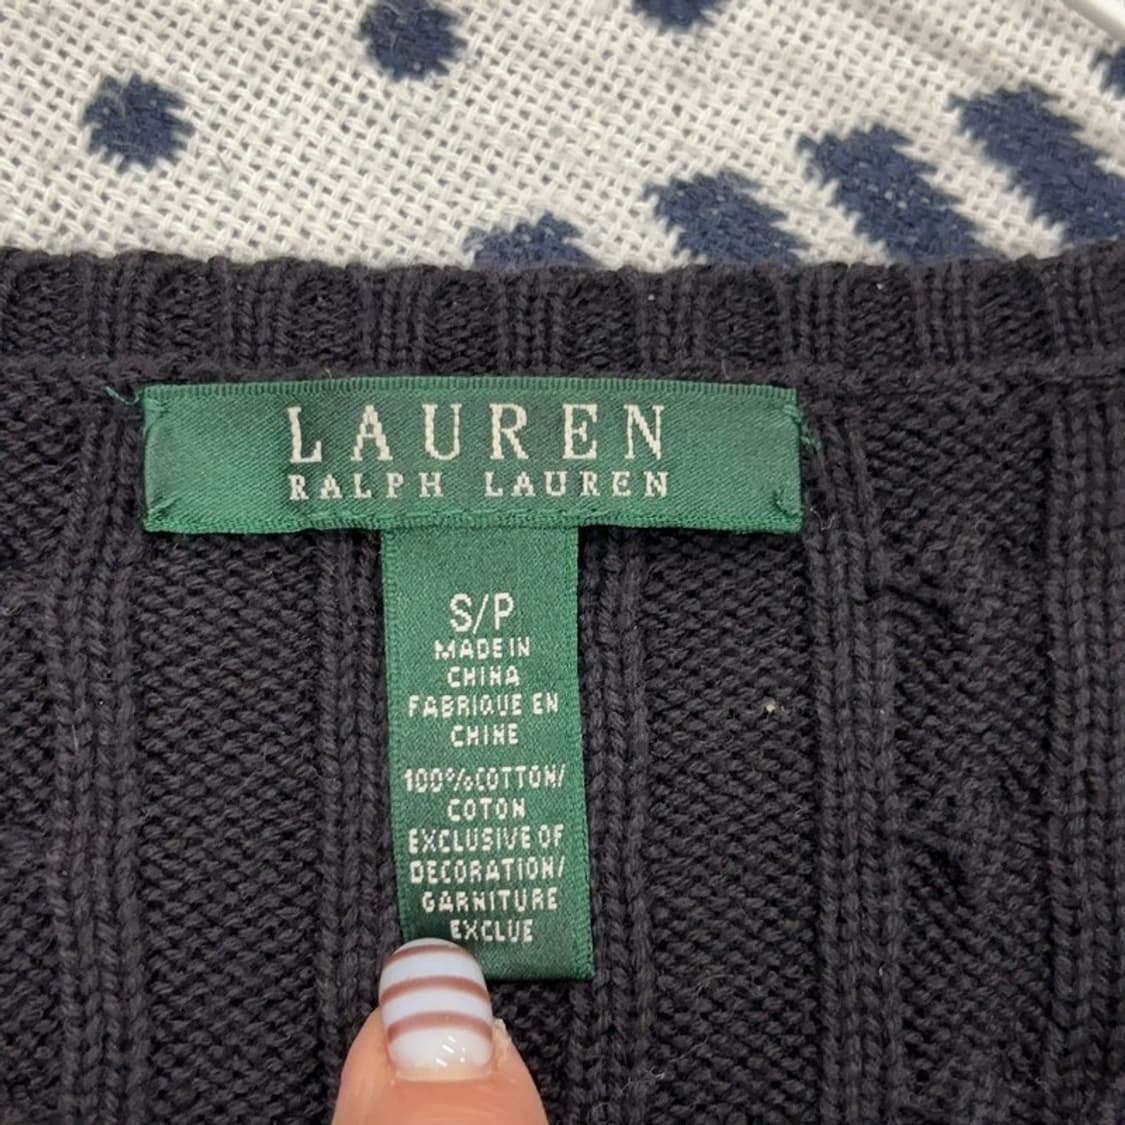 LAUREN
RALPH LAUREN
S/P
MADE IN
CHINA
FABRIQUE EN
CHINE
100% COTTON/
COTON
EXCLUSIVE OF
DECORATION/
GARNITURE
EXCLUE